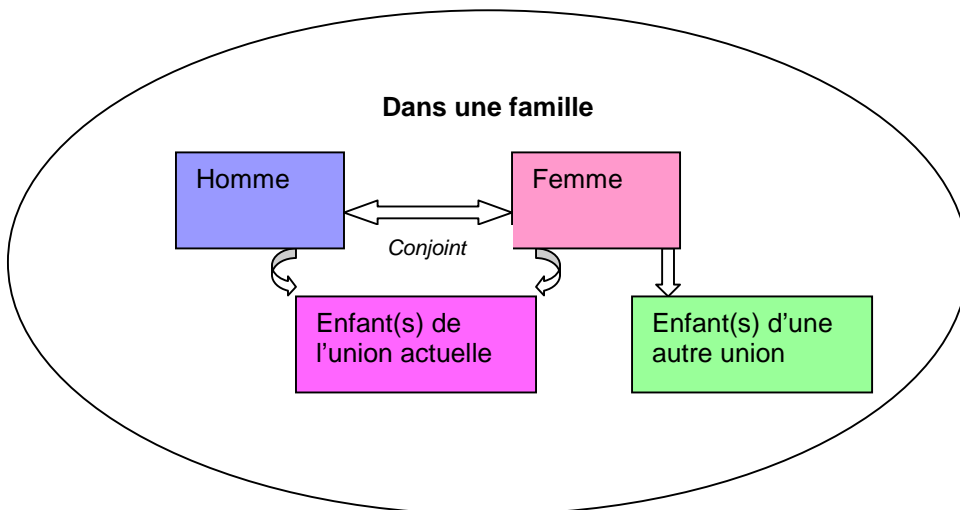 Dans une famille
Homme
Femme
Conjoint
Enfant(s) de
l’union actuelle
Enfant(s) d’une
autre union